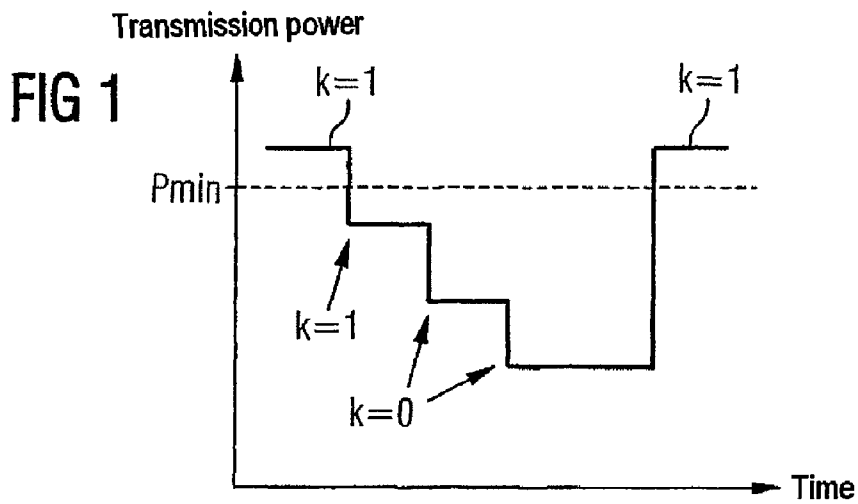 Transmission power
FIG 1
k=1
k=1
Pmin
k=1
k=0
Time